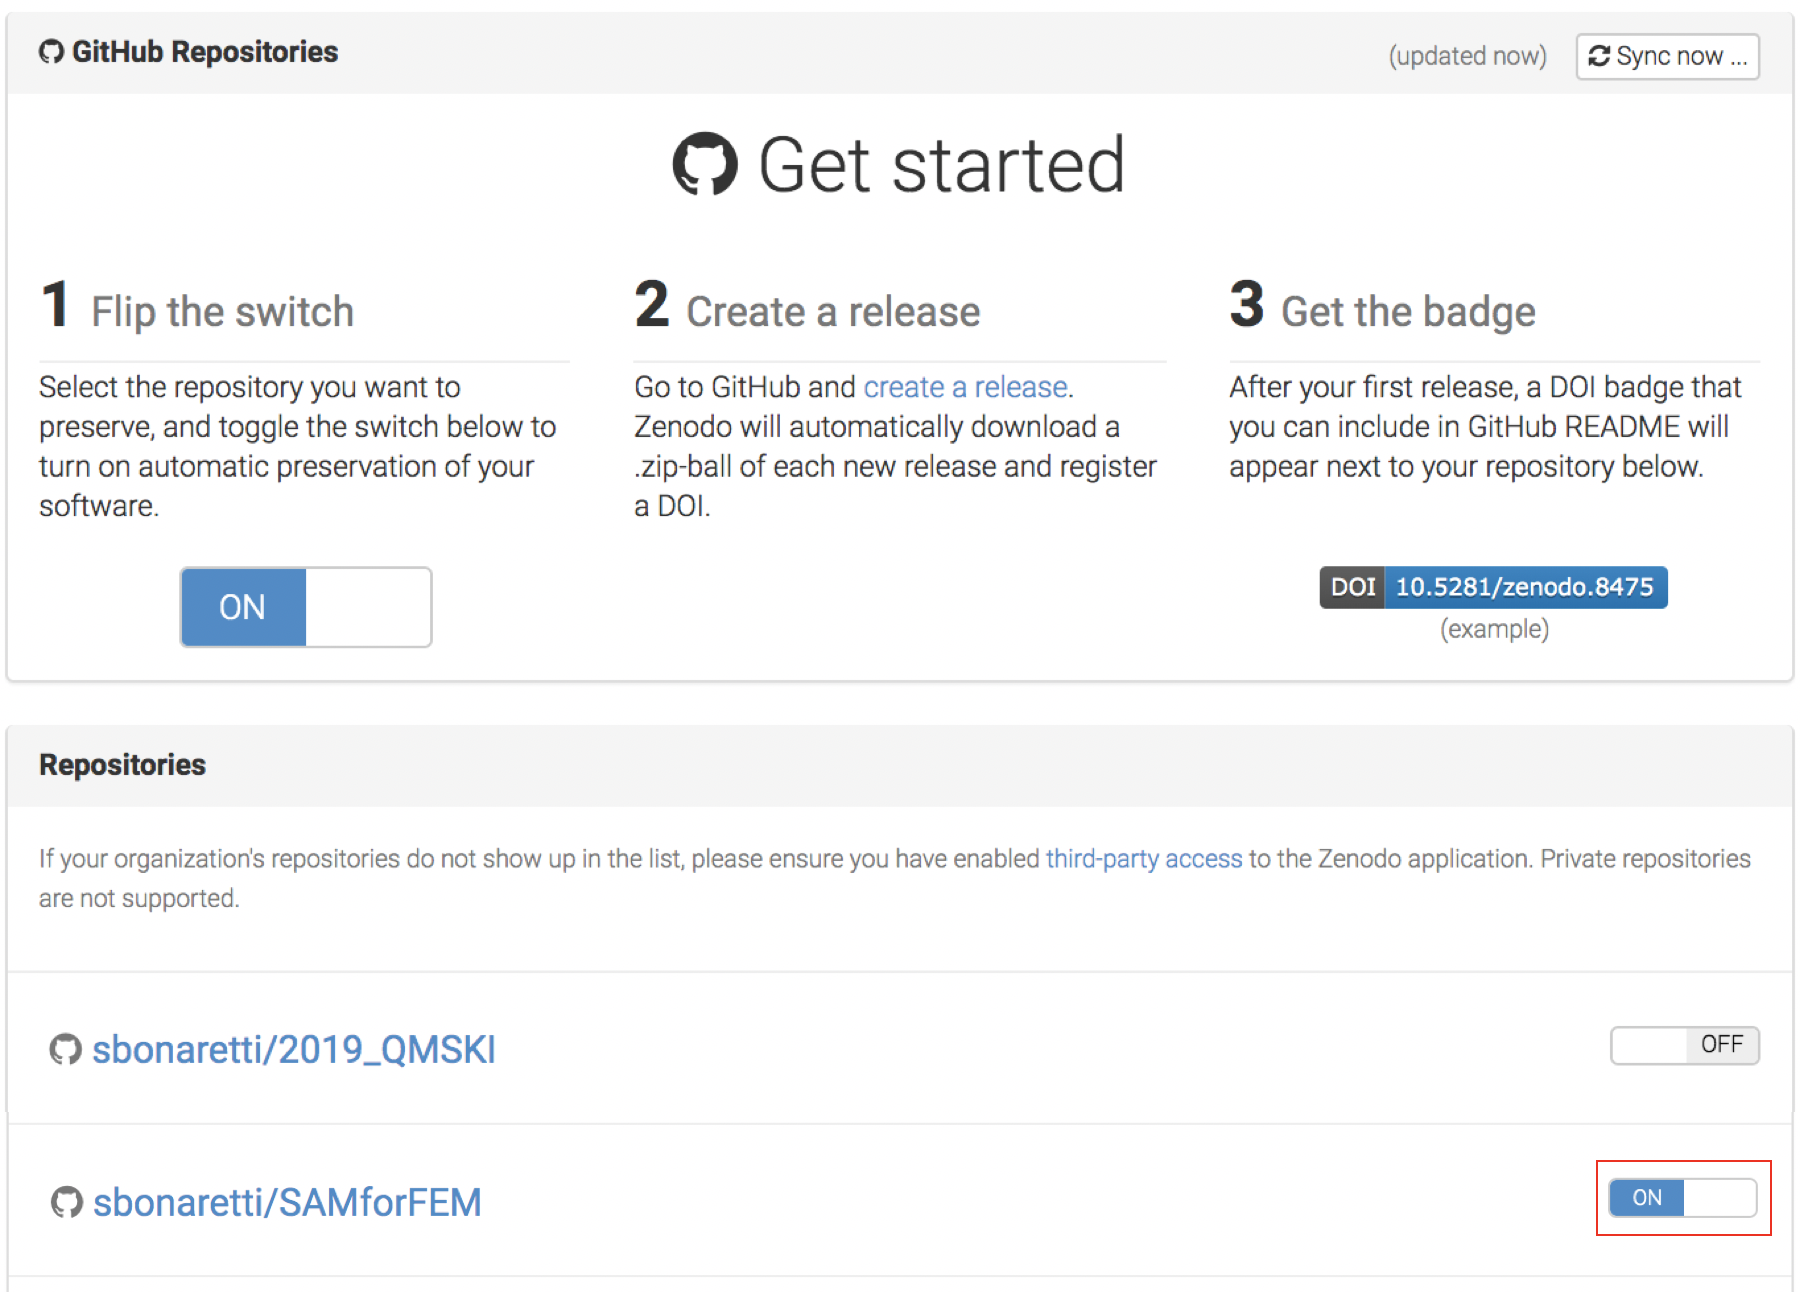 GitHub Repositories
(updated now)
Sync now ...
Get started
1 Flip the switch
Select the repository you want to
preserve, and toggle the switch below to
turn on automatic preservation of your
software.
ON
2 Create a release
Go to GitHub and create a release.
Zenodo will automatically download a
.zip-ball of each new release and register
a DOI.
3 Get the badge
After your first release, a DOI badge that
you can include in GitHub README will
appear next to your repository below.
DOI 10.5281/zenodo.8475
(example)
Repositories
If your organization's repositories do not show up in the list, please ensure you have enabled third-party access to the Zenodo application. Private repositories
are not supported.
sbonaretti/2019_QMSKI
OFF
sbonaretti/SAMforFEM
ON